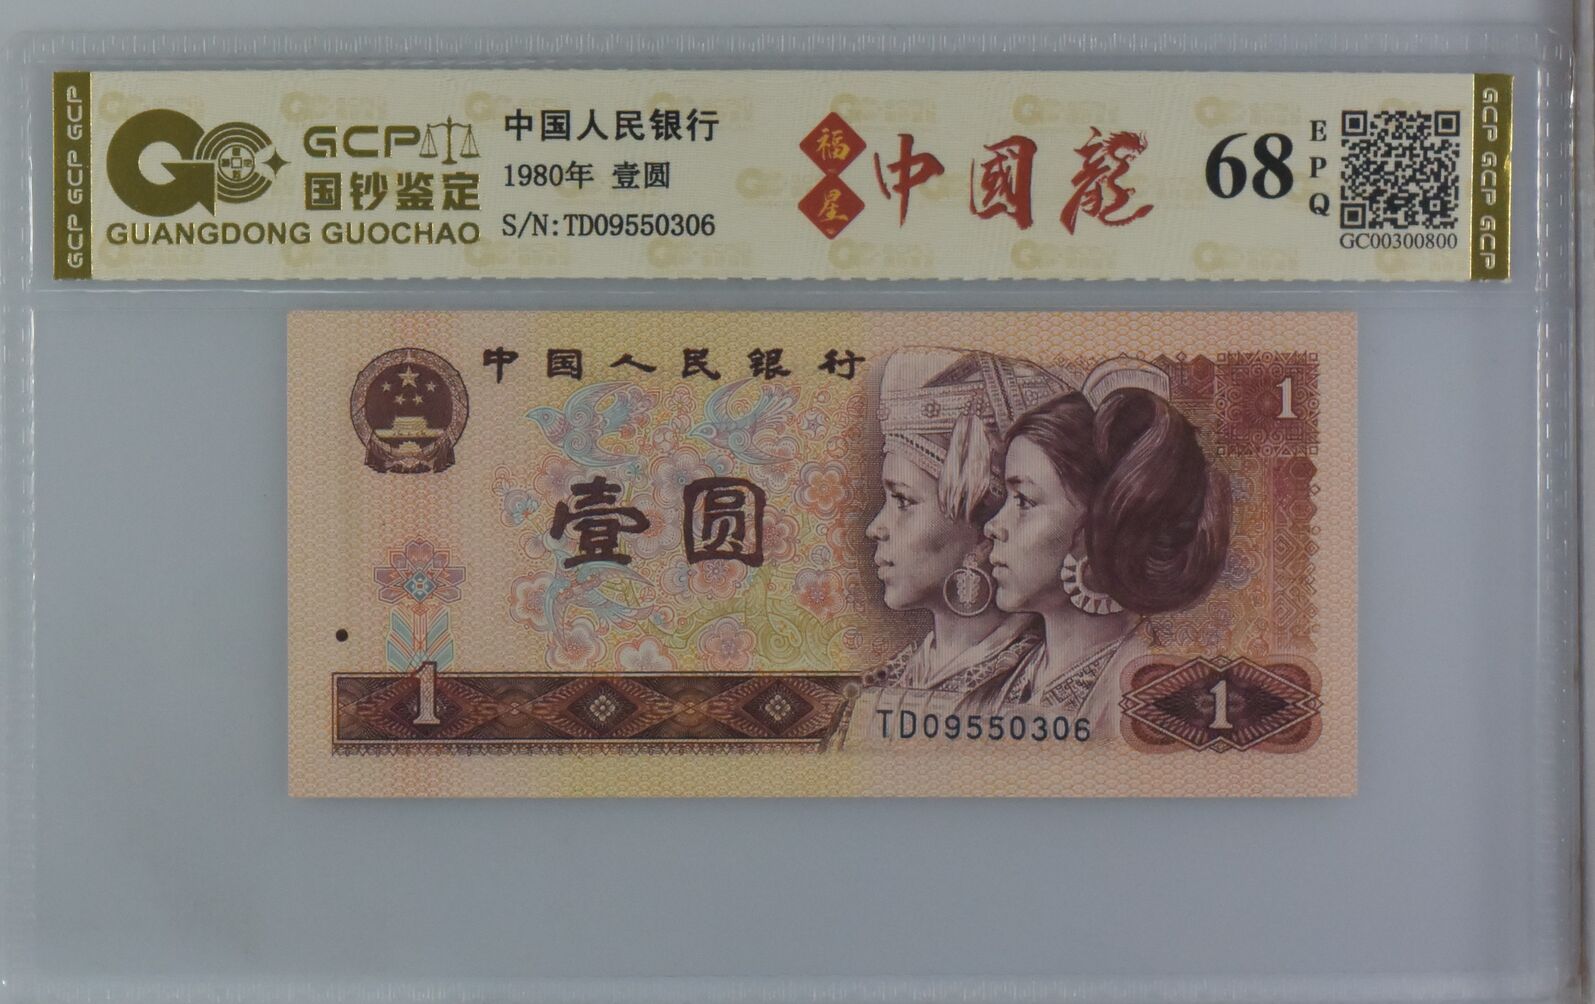 GCP GCP GCP
GCP
国钞鉴定
GUANGDONG GUOCHAO
中国人民银行
1980年 壹圆
S/N:TD09550306
福星
中國龍
68
EPQ
GC00300800
GCP GCP GCP
中国人民银行
1
壹圆
1
TD09550306
1